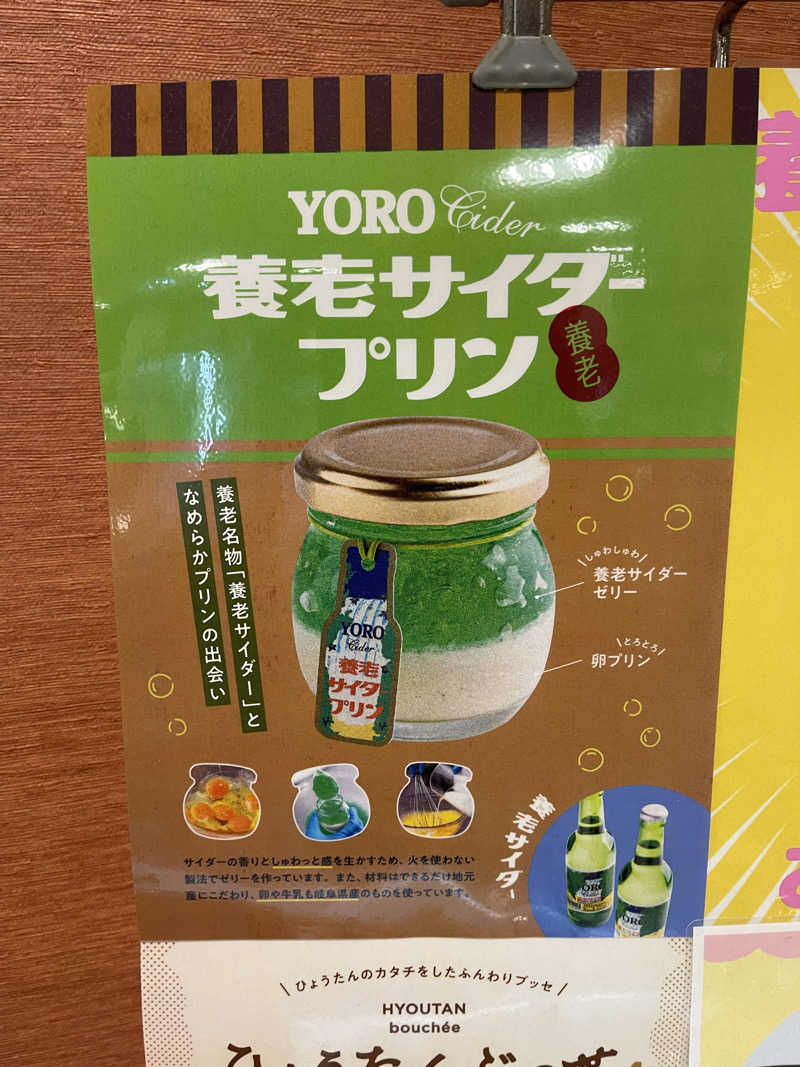 YORO Cider
養老サイダー
プリン
養老
養老名物「養老サイダー」と
なめらかプリンの出会い
しゅわしゅわ
養老サイダー
ゼリー
とろとろ
卵プリン
YORO
Cider
養老
サイダー
プリン
養老サイダー
サイダーの香りとしゅわっと感を生かすため、火を使わない
製法でゼリーを作っています。また、材料はできるだけ地元
産にこだわり、卵や牛乳も岐阜県産のものを使っています。
ひょうたんのカタチをしたふんわりブッセ
HYOUTAN
bouchée